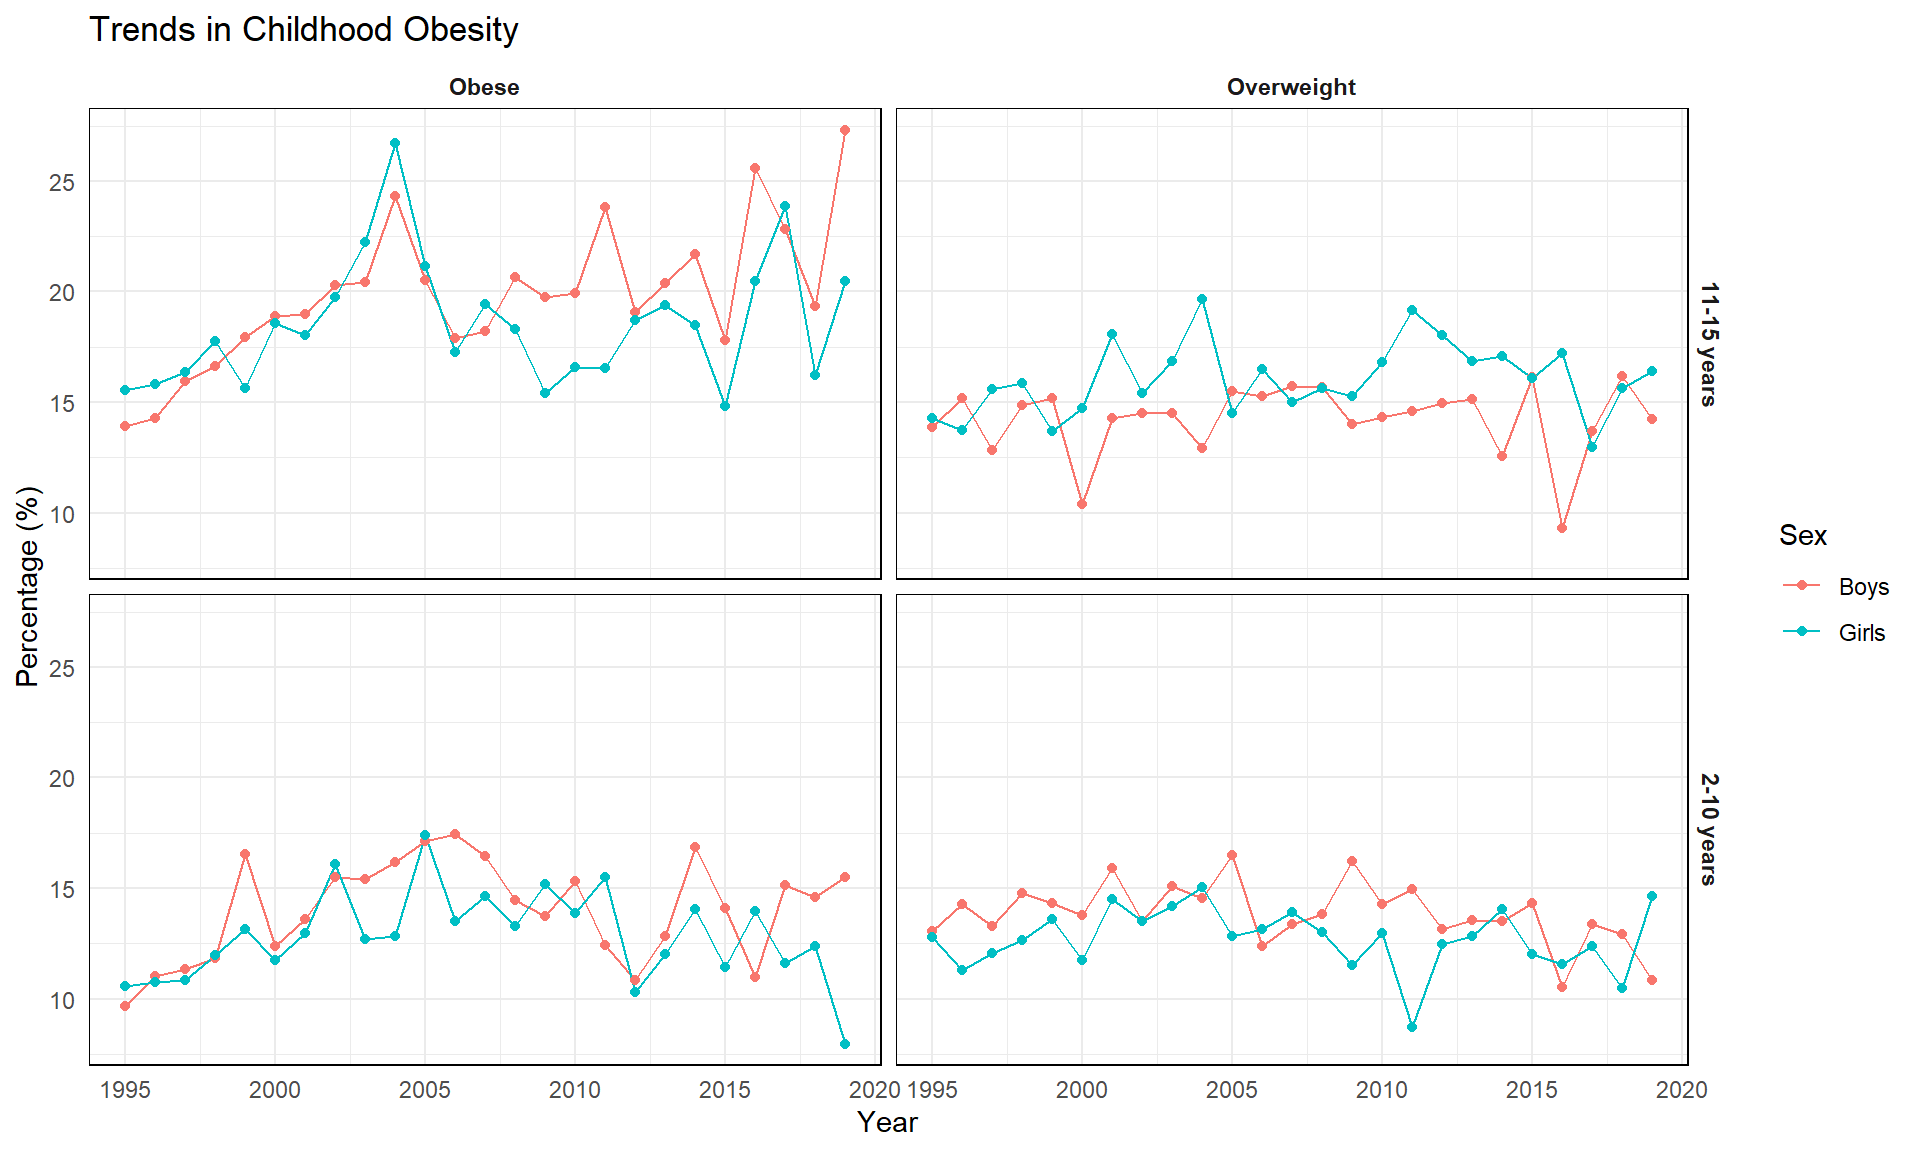 Trends in Childhood Obesity
Obese
Overweight
25
20
15
10
11-15 years
Percentage (%)
25
20
15
10
2-10 years
1995 2000 2005 2010 2015 2020 1995 2000 2005 2010 2015 2020
Year
Sex
Boys
Girls